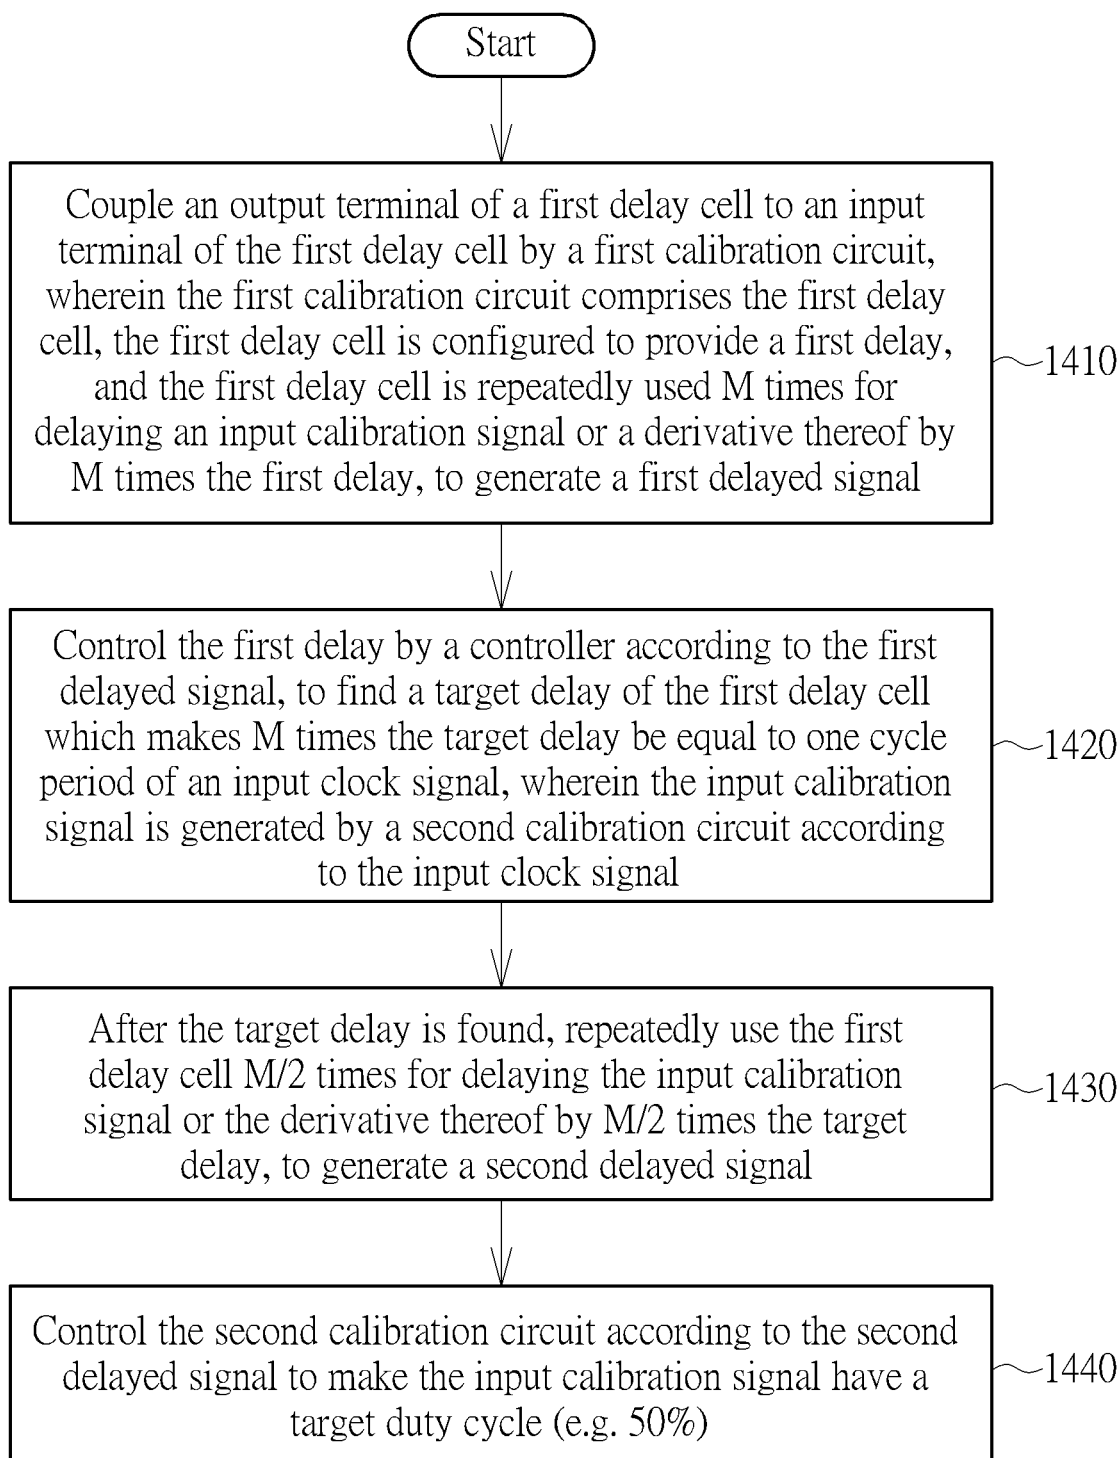 Start
Couple an output terminal of a first delay cell to an input
terminal of the first delay cell by a first calibration circuit,
wherein the first calibration circuit comprises the first delay
cell, the first delay cell is configured to provide a first delay,
and the first delay cell is repeatedly used M times for
delaying an input calibration signal or a derivative thereof by
M times the first delay, to generate a first delayed signal
1410
Control the first delay by a controller according to the first
delayed signal, to find a target delay of the first delay cell
which makes M times the target delay be equal to one cycle
period of an input clock signal, wherein the input calibration
signal is generated by a second calibration circuit according
to the input clock signal
1420
After the target delay is found, repeatedly use the first
delay cell M/2 times for delaying the input calibration
signal or the derivative thereof by M/2 times the target
delay, to generate a second delayed signal
1430
Control the second calibration circuit according to the second
delayed signal to make the input calibration signal have a
target duty cycle (e.g. 50%)
1440